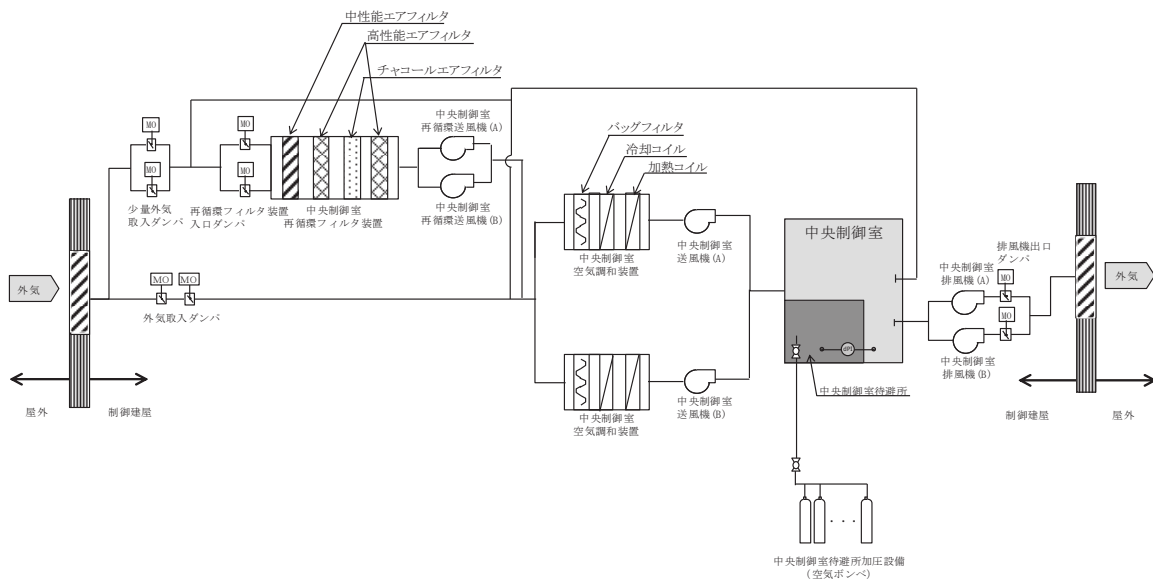 中性能エアフィルタ
高性能エアフィルタ
チャコールエアフィルタ
中央制御室
再循環送風機(A)
MO
MO
MO
MO
少量外気
取入ダンパ
再循環フィルタ装置
入口ダンパ
中央制御室
再循環フィルタ装置
中央制御室
再循環送風機(B)
バッグフィルタ
冷却コイル
加熱コイル
中央制御室
空気調和装置
中央制御室
送風機(A)
中央制御室
排風機出口
ダンパ
MO
中央制御室
排風機(A)
MO
中央制御室
排風機(B)
外気
外気
MO
MO
外気取入ダンパ
dPI
中央制御室待避所
中央制御室
空気調和装置
中央制御室
送風機(B)
屋外
制御建屋
制御建屋
屋外
・・・
中央制御室待避所加圧設備
(空気ボンベ)